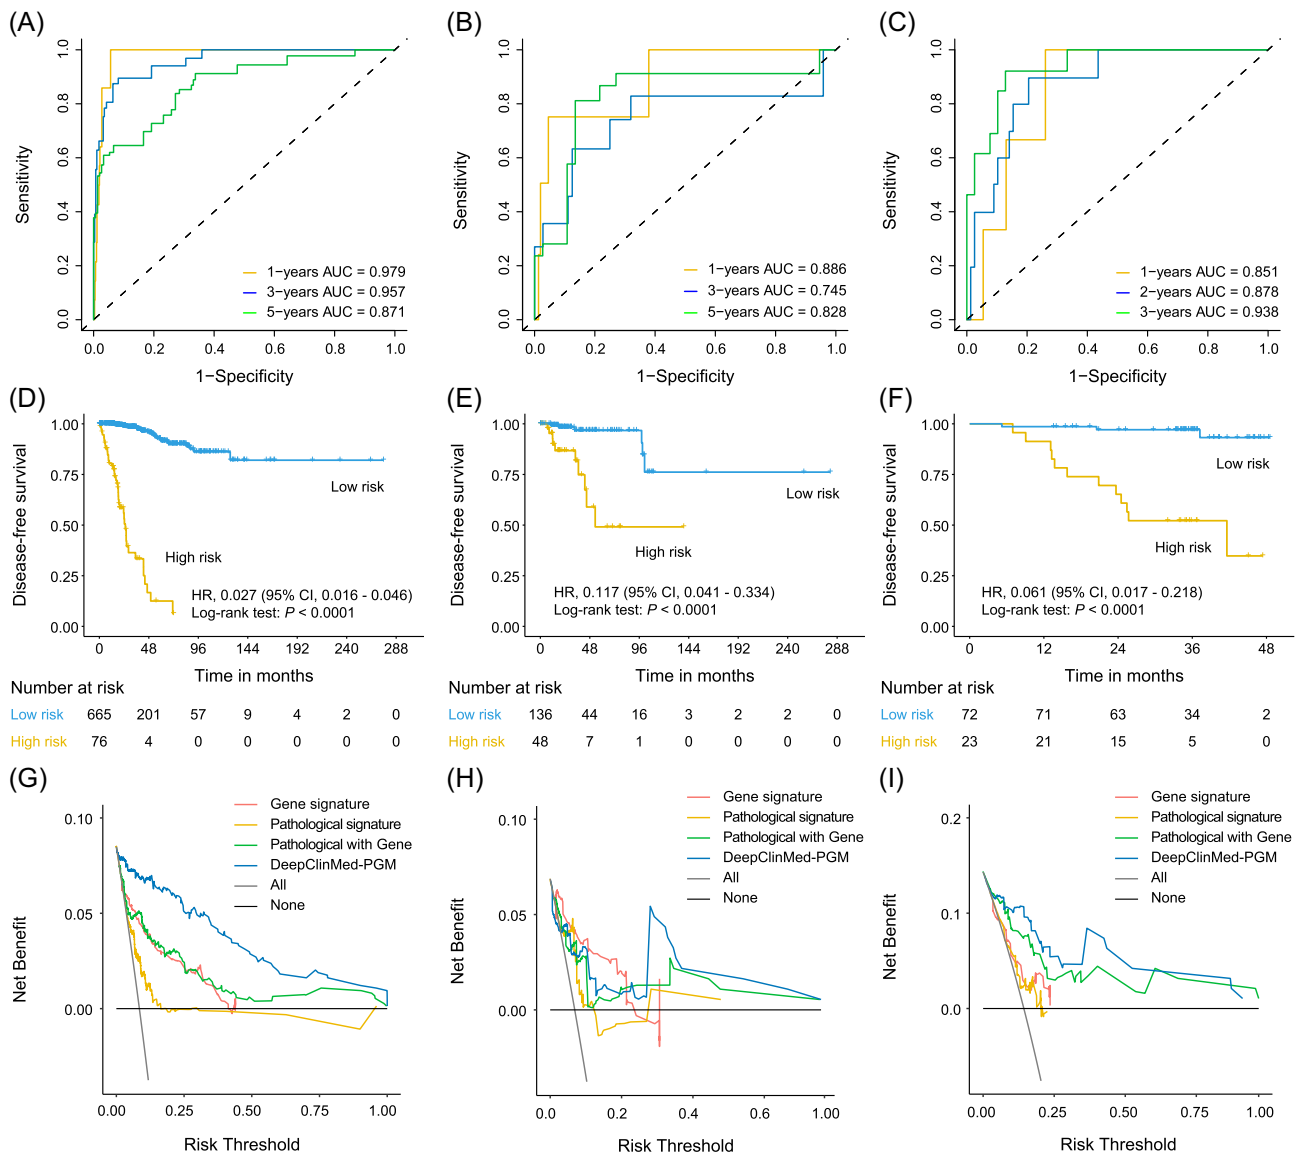 (A)
1.0
0.8
0.6
0.4
0.2
0.0
Sensitivity
1−years AUC = 0.979
3−years AUC = 0.957
5−years AUC = 0.871
0.0 0.2 0.4 0.6 0.8 1.0
1−Specificity
(B)
1.0
0.8
0.6
0.4
0.2
0.0
Sensitivity
1−years AUC = 0.886
3−years AUC = 0.745
5−years AUC = 0.828
0.0 0.2 0.4 0.6 0.8 1.0
1−Specificity
(C)
1.0
0.8
0.6
0.4
0.2
0.0
Sensitivity
1−years AUC = 0.851
2−years AUC = 0.878
3−years AUC = 0.938
0.0 0.2 0.4 0.6 0.8 1.0
1−Specificity
(D)
1.00
0.75
0.50
0.25
0.00
Disease-free survival
Low risk
High risk
HR, 0.027 (95% CI, 0.016 - 0.046)
Log-rank test: P < 0.0001
0 48 96 144 192 240 288
Time in months
Number at risk
Low risk 665 201 57 9 4 2 0
High risk 76 4 0 0 0 0 0
(E)
1.00
0.75
0.50
0.25
0.00
Disease-free survival
Low risk
High risk
HR, 0.117 (95% CI, 0.041 - 0.334)
Log-rank test: P < 0.0001
0 48 96 144 192 240 288
Time in months
Number at risk
Low risk 136 44 16 3 2 2 0
High risk 48 7 1 0 0 0 0
(F)
1.00
0.75
0.50
0.25
0.00
Disease-free survival
Low risk
High risk
HR, 0.061 (95% CI, 0.017 - 0.218)
Log-rank test: P < 0.0001
0 12 24 36 48
Time in months
Number at risk
Low risk 72 71 63 34 2
High risk 23 21 15 5 0
(G)
Gene signature
Pathological signature
Pathological with Gene
DeepClinMed-PGM
All
None
0.10
0.05
0.00
Net Benefit
0.00 0.25 0.50 0.75 1.00
Risk Threshold
(H)
Gene signature
Pathological signature
Pathological with Gene
DeepClinMed-PGM
All
None
0.10
0.05
0.00
Net Benefit
0.0 0.2 0.4 0.6 1.00
Risk Threshold
(I)
Gene signature
Pathological signature
Pathological with Gene
DeepClinMed-PGM
All
None
0.2
0.1
0.0
Net Benefit
0.00 0.25 0.50 0.75 1.00
Risk Threshold